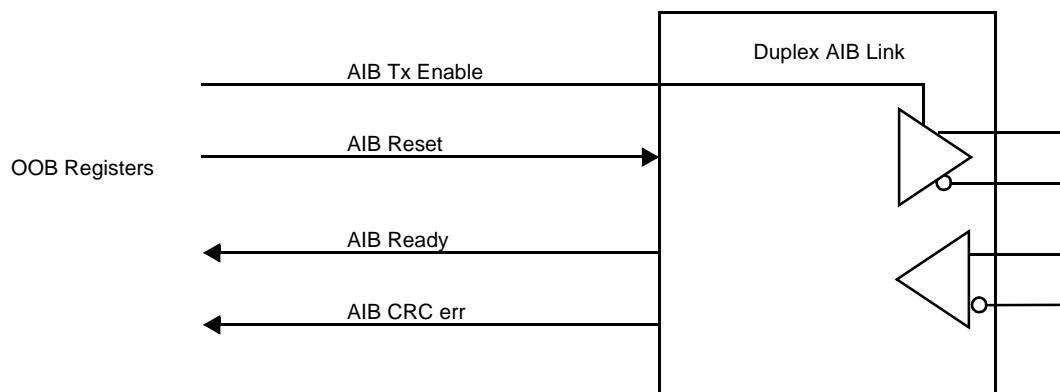 Duplex AIB Link
AIB Tx Enable
AIB Reset
OOB Registers
AIB Ready
AIB CRC err